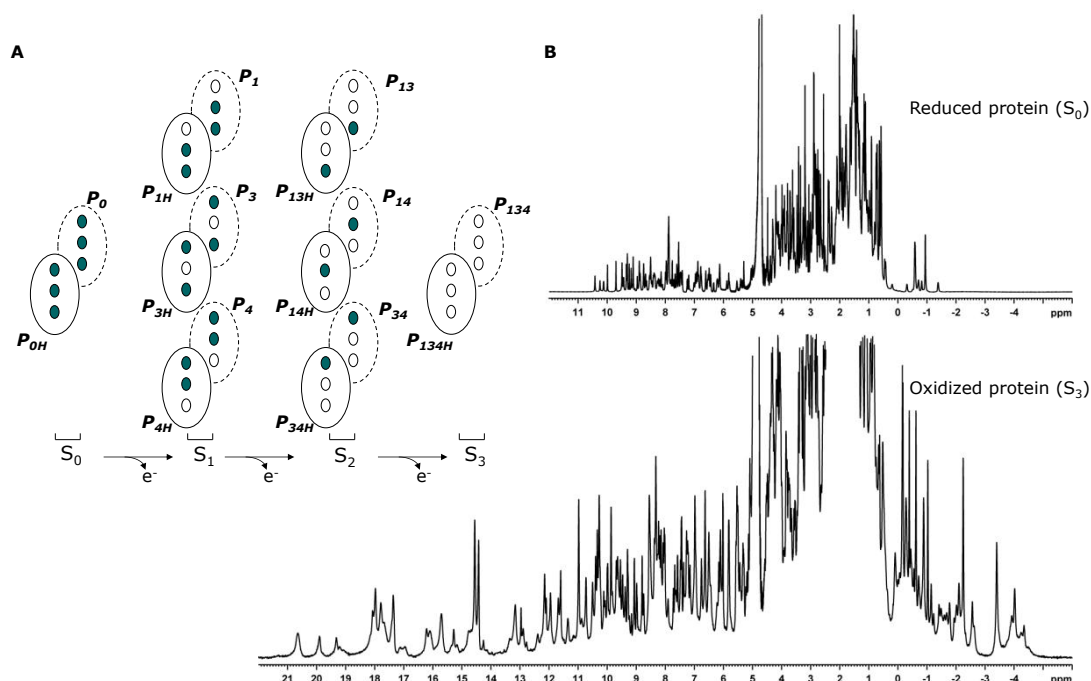 A
P1
P13
P1H
P13H
P0
P3
P14
P134
P0H
P3H
P14H
P4
P34
P134H
P4H
P34H
S0
S1
S2
S3
e-
e-
e-
B
Reduced protein (S0)
11 10 9 8 7 6 5 4 3 2 1 0 -1 -2 -3 -4 ppm
Oxidized protein (S3)
21 20 19 18 17 16 15 14 13 12 11 10 9 8 7 6 5 4 3 2 1 0 -1 -2 -3 -4 ppm